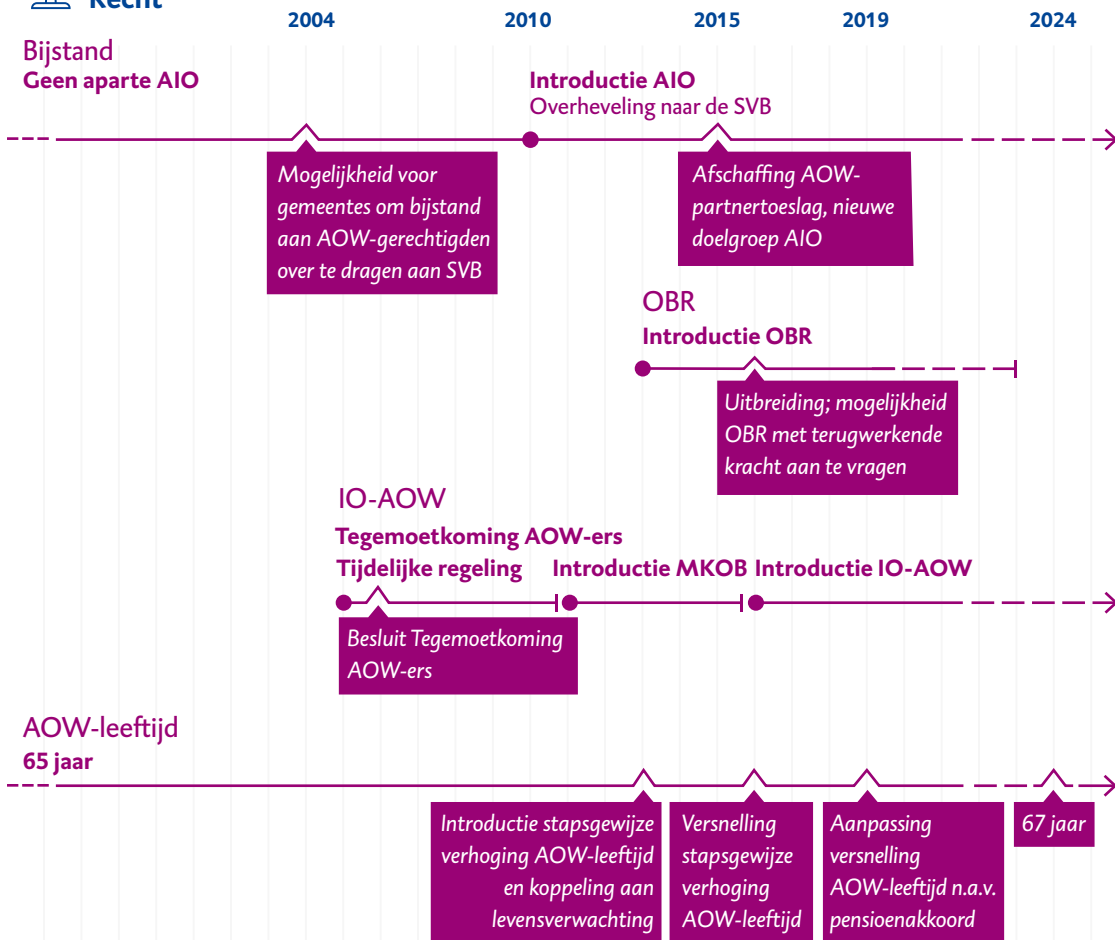 Recht
2004 2010 2015 2019 2024
Bijstand
Geen aparte AIO
Introductie AIO
Overheveling naar de SVB
Mogelijkheid voor
gemeentes om bijstand
aan AOW-gerechtigden
over te dragen aan SVB
Afschaffing AOW-
partnertoeslag, nieuwe
doelgroep AIO
OBR
Introductie OBR
Uitbreiding; mogelijkheid
OBR met terugwerkende
kracht aan te vragen
IO-AOW
Tegemoetkoming AOW-ers
Tijdelijke regeling
Introductie MKOB
Introductie IO-AOW
Besluit Tegemoetkoming
AOW-ers
AOW-leeftijd
65 jaar
Introductie stapsgewijze
verhoging AOW-leeftijd
en koppeling aan
levensverwachting
Versnelling
stapsgewijze
verhoging
AOW-leeftijd
Aanpassing
versnelling
AOW-leeftijd n.a.v.
pensioenakkoord
67 jaar